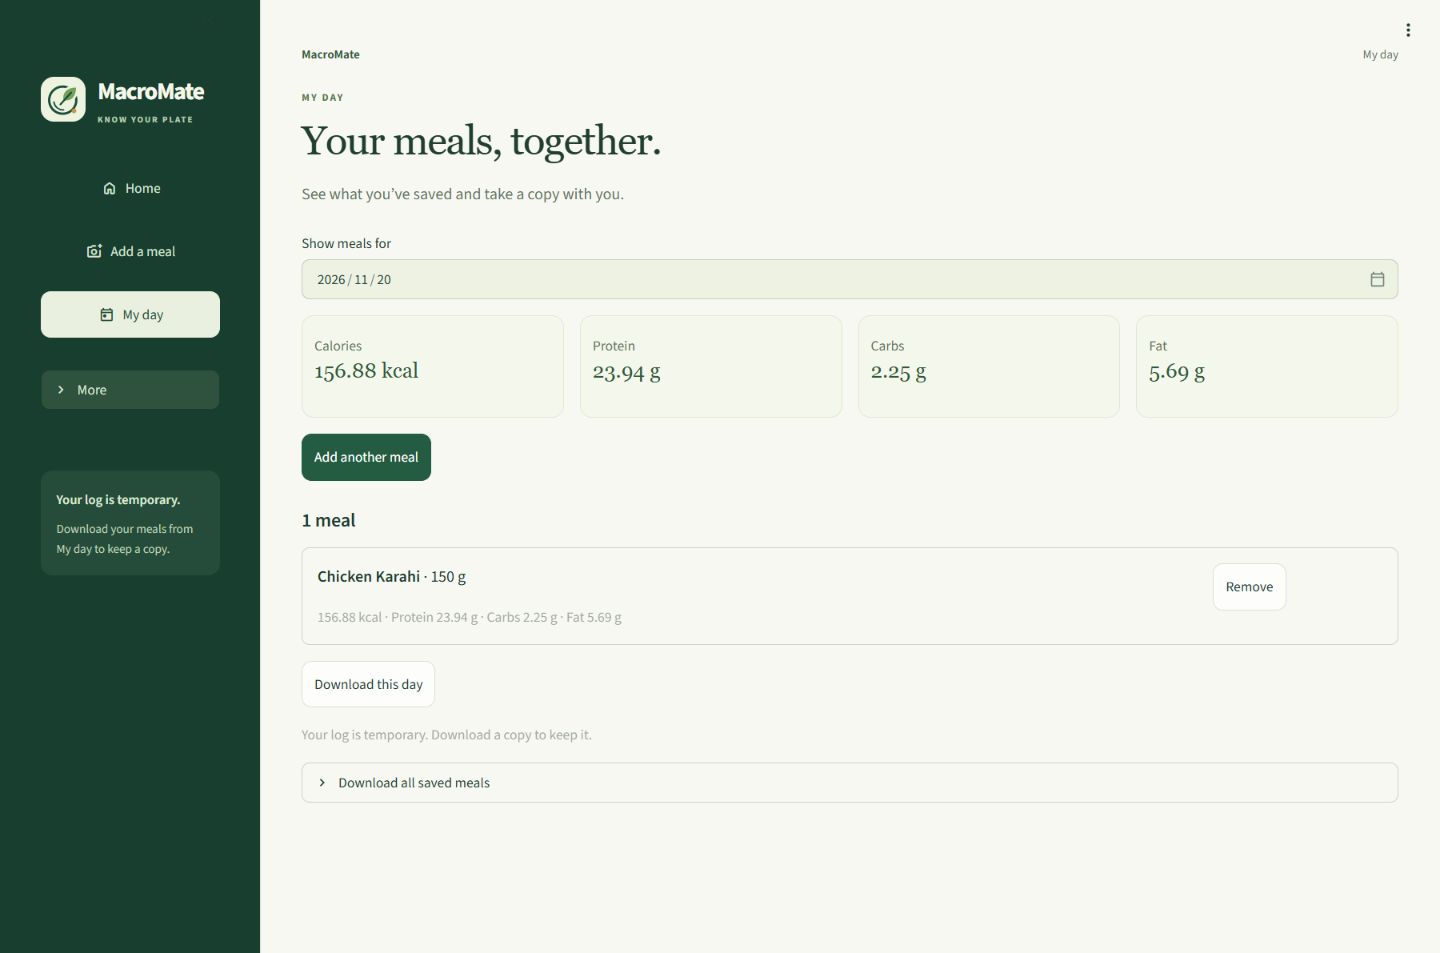 MacroMate
KNOW YOUR PLATE
Home
Add a meal
My day
More
Your log is temporary.
Download your meals from
My day to keep a copy.
MacroMate
My day
MY DAY
Your meals, together.
See what you’ve saved and take a copy with you.
Show meals for
2026 / 11 / 20
Calories
156.88 kcal
Protein
23.94 g
Carbs
2.25 g
Fat
5.69 g
Add another meal
1 meal
Chicken Karahi · 150 g
Remove
156.88 kcal · Protein 23.94 g · Carbs 2.25 g · Fat 5.69 g
Download this day
Your log is temporary. Download a copy to keep it.
Download all saved meals